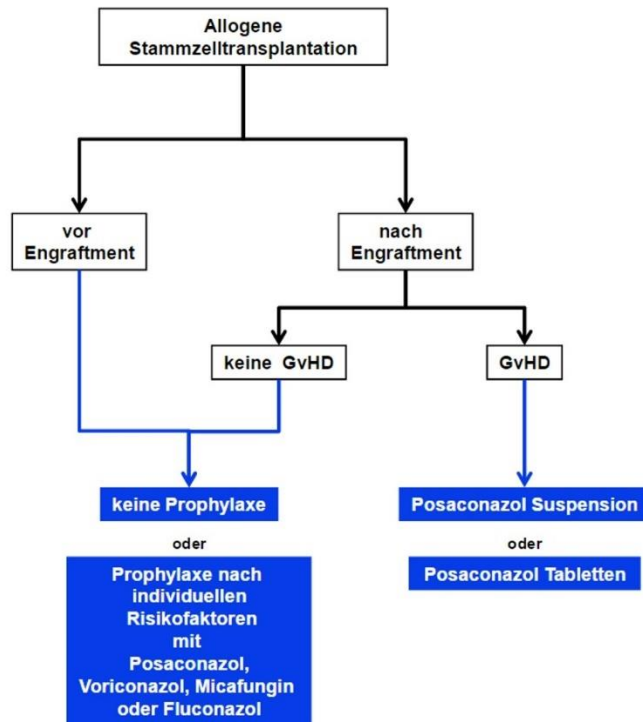 Allogene
Stammzelltransplantation
vor
Engraftment
nach
Engraftment
keine GvHD
GvHD
keine Prophylaxe
oder
Prophylaxe nach
individuellen
Risikofaktoren
mit
Posaconazol,
Voriconazol, Micafungin
oder Fluconazol
Posaconazol Suspension
oder
Posaconazol Tabletten